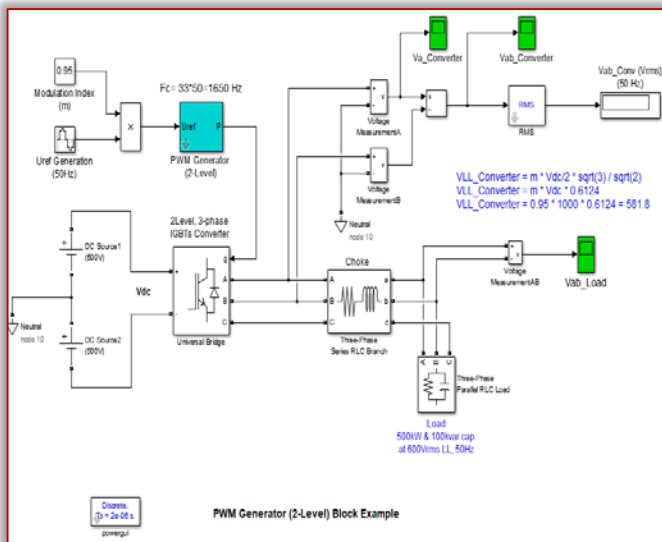 Va_Converter
Vab_Converter
Vab_Conv (Vrms)
(50 Hz)
0.95
Modulation Index
(m)
Fc= 33*50=1650 Hz
X
Uref
P
PWM Generator
(2-Level)
Uref Generation
(50Hz)
+
-
v
Voltage
MeasurementA
+
-
RMS
RMS
+
-
v
Voltage
MeasurementB
Neutral
node 10
VLL_Converter = m * Vdc/2 * sqrt(3) / sqrt(2)
VLL_Converter = m * Vdc * 0.6124
VLL_Converter = 0.95 * 1000 * 0.6124 = 581.8
DC Source1
(500V)
Vdc
Neutral
node 10
DC Source2
(500V)
2Level, 3-phase
IGBTs Converter
g
+
-
A
B
C
Universal Bridge
Choke
A
B
C
a
b
c
Three-Phase
Series RLC Branch
+
-
v
Voltage
MeasurementAB
Vab_Load
A B C
Three-Phase
Parallel RLC Load
Load
500kW & 100kvar cap.
at 600Vrms LL, 50Hz
Discrete,
Ts = 2e-06 s.
powergui
PWM Generator (2-Level) Block Example